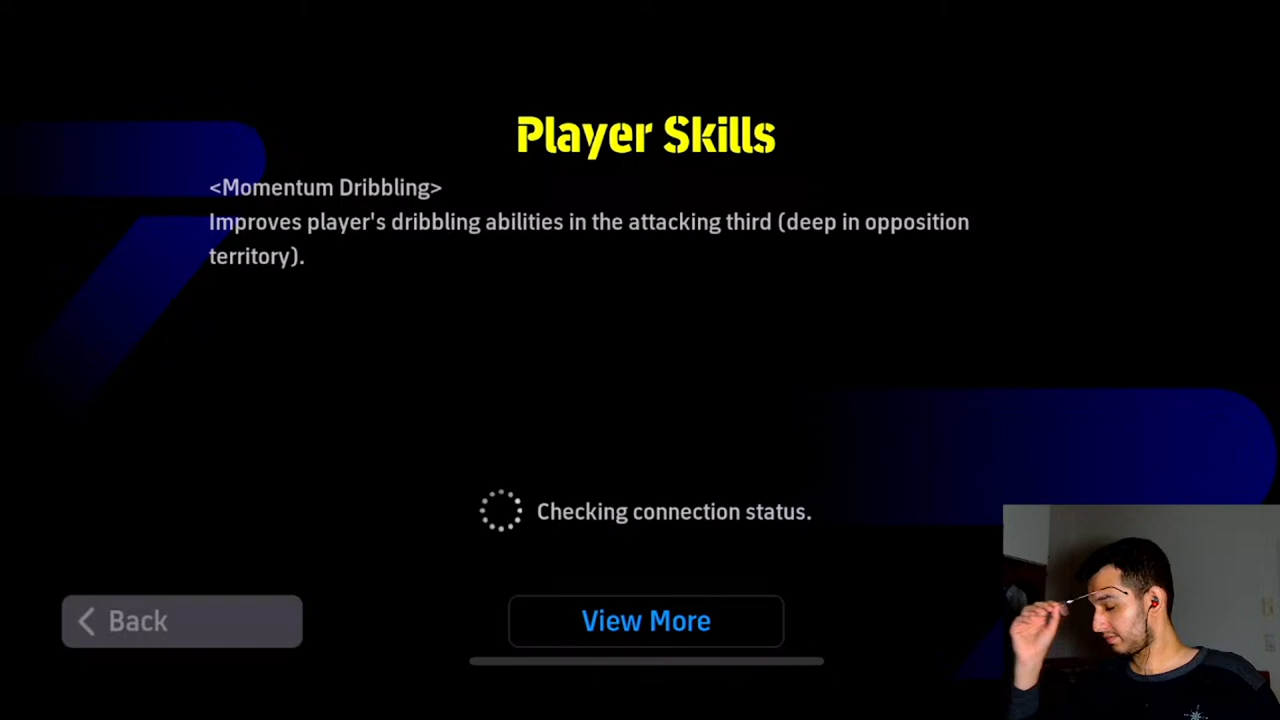 Player Skills
<Momentum Dribbling>
Improves player's dribbling abilities in the attacking third (deep in opposition
territory).
Checking connection status.
Back
View More